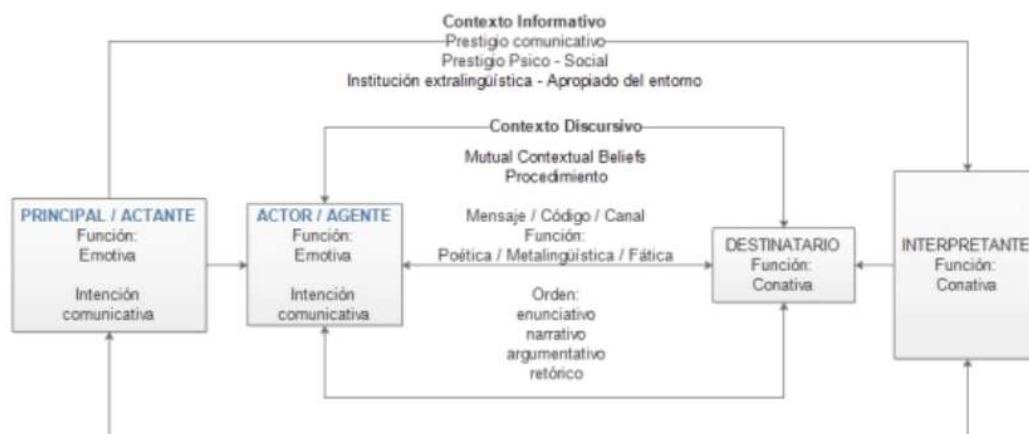 Contexto Informativo
Prestigio comunicativo
Prestigio Psico - Social
Institución extralingüística - Apropiado del entorno
Contexto Discursivo
Mutual Contextual Beliefs
Procedimiento
PRINCIPAL / ACTANTE
Función:
Emotiva
Intención
comunicativa
ACTOR / AGENTE
Función:
Emotiva
Intención
comunicativa
Mensaje / Código / Canal
Función:
Poética / Metalingüística / Fática
Orden:
enunciativo
narrativo
argumentativo
retórico
DESTINATARIO
Función:
Conativa
INTERPRETANTE
Función:
Conativa